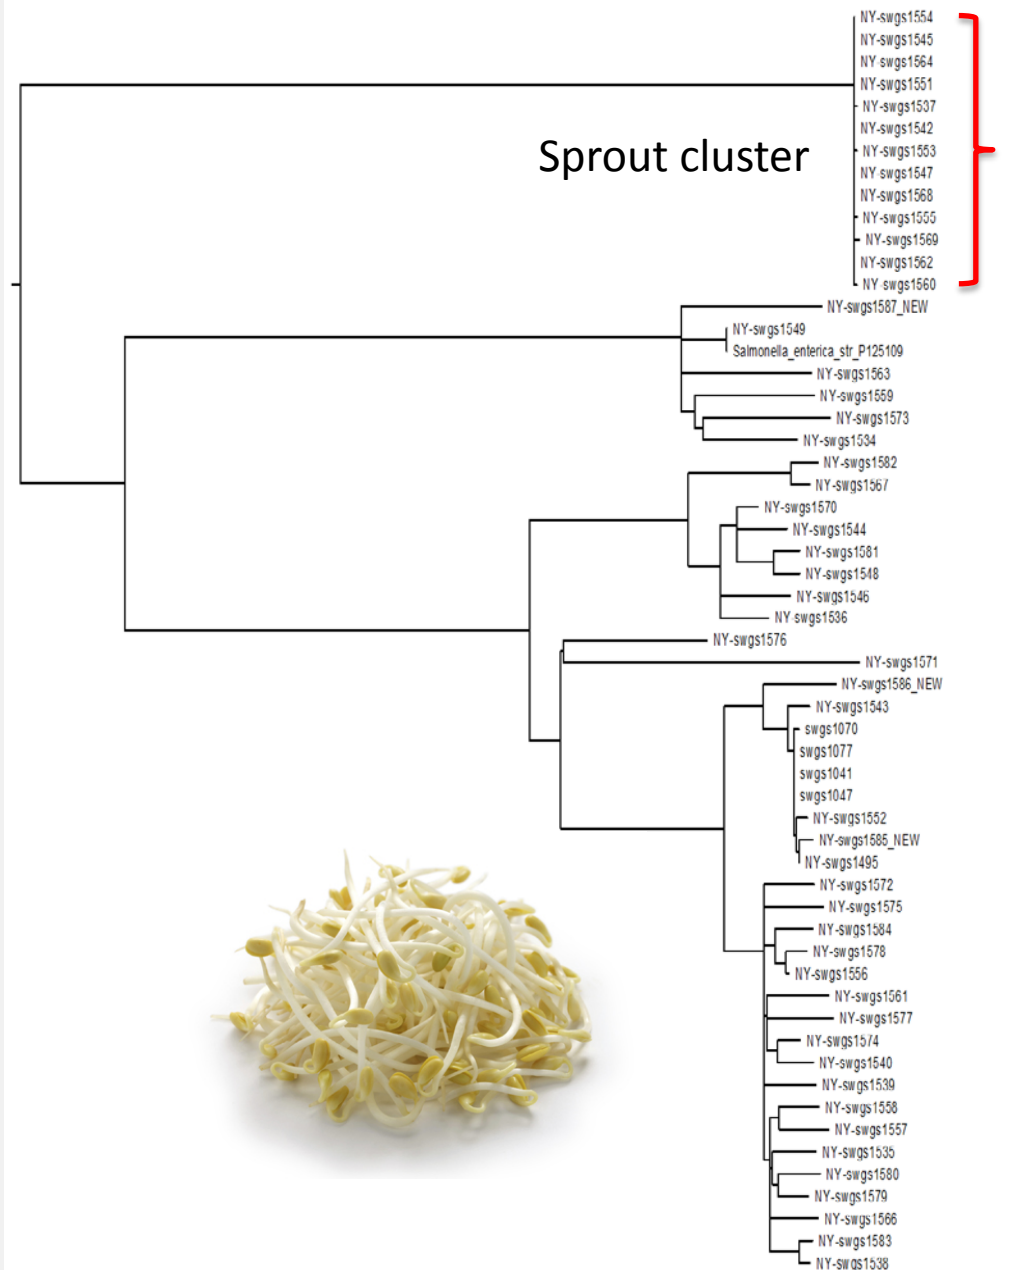 NY-swgs1554
NY-swgs1545
NY swgs1564
NY-swgs1551
NY-swgs1537
NY-swgs1542
Sprout cluster
NY-swgs1553
NY-swgs1547
NY-swgs1568
NY-swgs1555
NY-swgs1569
NY-swgs1562
NY swgs1560
NY-swgs1587_NEW
NY-swgs1549
Salmonella_enterica_str_P125109
NY-swgs1563
NY-swgs1559
NY-swgs1573
NY-swgs1534
NY-swgs1582
NY-swgs1567
NY-swgs1570
NY-swgs1544
NY-swgs1581
NY-swgs1548
NY-swgs1546
NY swgs1536
NY-swgs1576
NY-swgs1571
NY-swgs1586_NEW
NY-swgs1543
swgs1070
swgs1077
swgs1041
swgs1047
NY-swgs1552
NY-swgs1585_NEW
NY-swgs1495
NY-swgs1572
NY-swgs1575
NY-swgs1584
NY-swgs1578
NY-swgs1556
NY-swgs1561
NY-swgs1577
NY-swgs1574
NY-swgs1540
NY-swgs1539
NY-swgs1558
NY-swgs1557
NY-swgs1535
NY-swgs1580
NY-swgs1579
NY-swgs1566
NY-swgs1583
NY-swgs1538